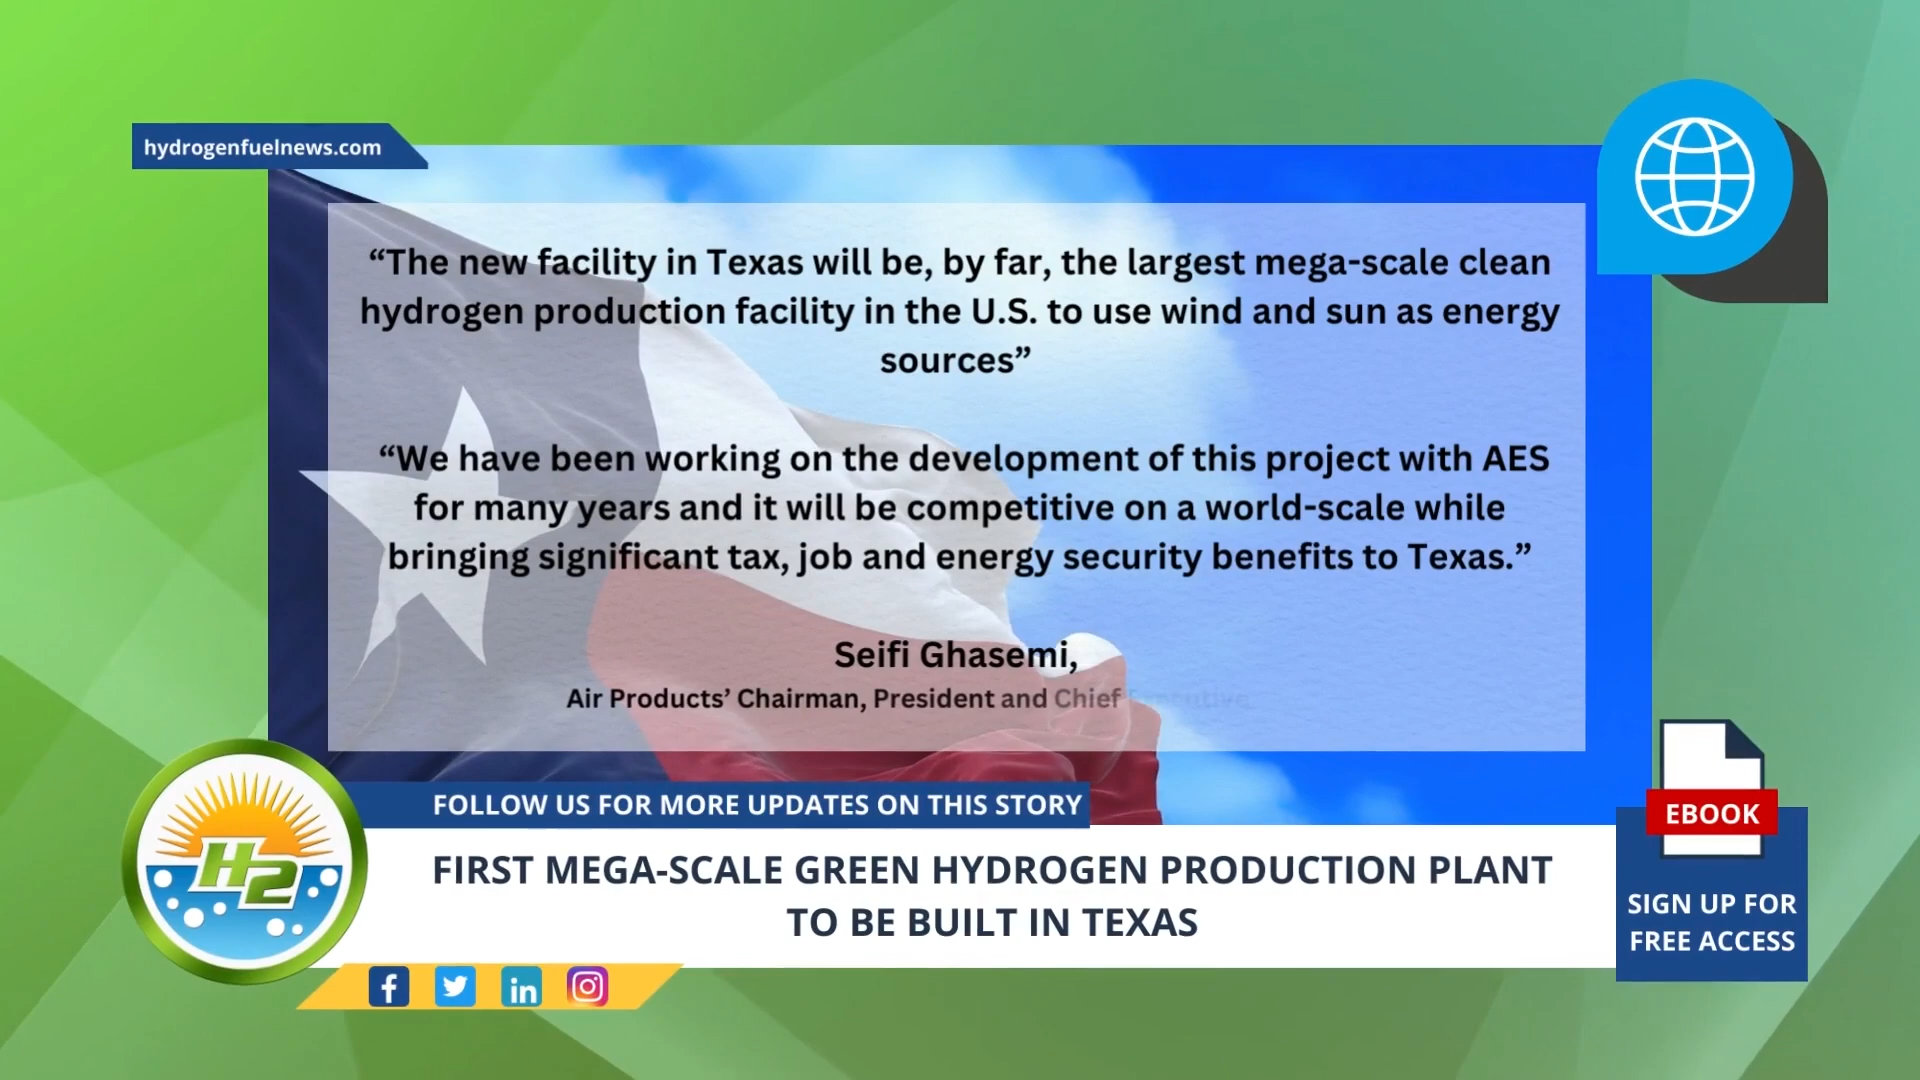 hydrogenfuelnews.com
“The new facility in Texas will be, by far, the largest mega-scale clean
hydrogen production facility in the U.S. to use wind and sun as energy
sources”
“We have been working on the development of this project with AES
for many years and it will be competitive on a world-scale while
bringing significant tax, job and energy security benefits to Texas.”
Seifi Ghasemi,
Air Products’ Chairman, President and Chief Executive
FOLLOW US FOR MORE UPDATES ON THIS STORY
FIRST MEGA-SCALE GREEN HYDROGEN PRODUCTION PLANT
TO BE BUILT IN TEXAS
H2
EBOOK
SIGN UP FOR
FREE ACCESS